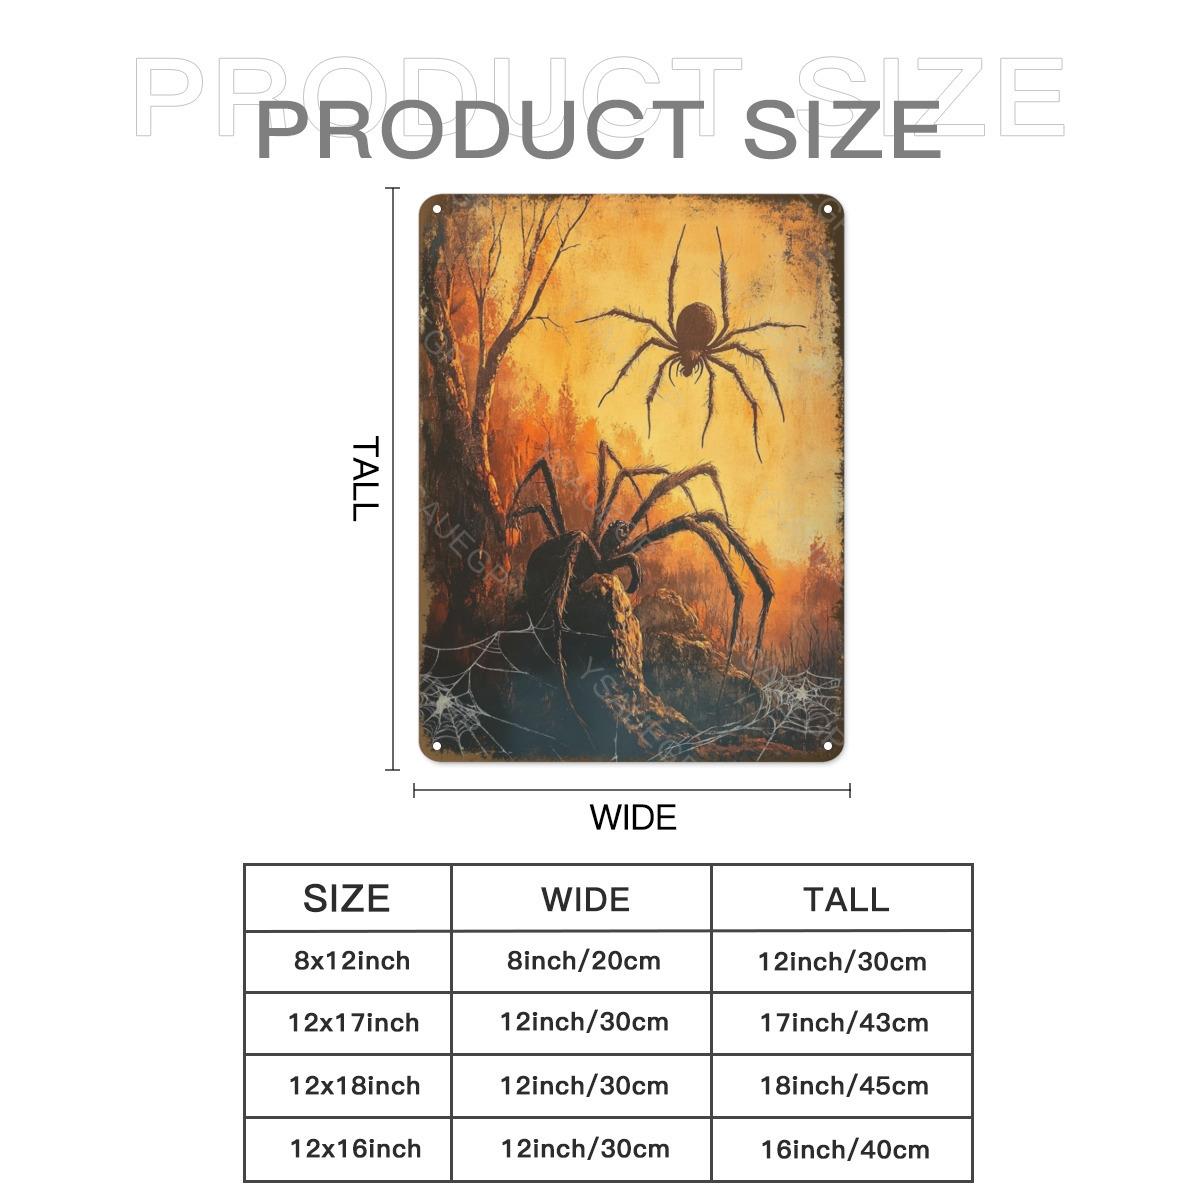 PRODUCT SIZE
PRODUCT SIZE
TALL
WIDE
SIZE WIDE TALL
8x12inch 8inch/20cm 12inch/30cm
12x17inch 12inch/30cm 17inch/43cm
12x18inch 12inch/30cm 18inch/45cm
12x16inch 12inch/30cm 16inch/40cm